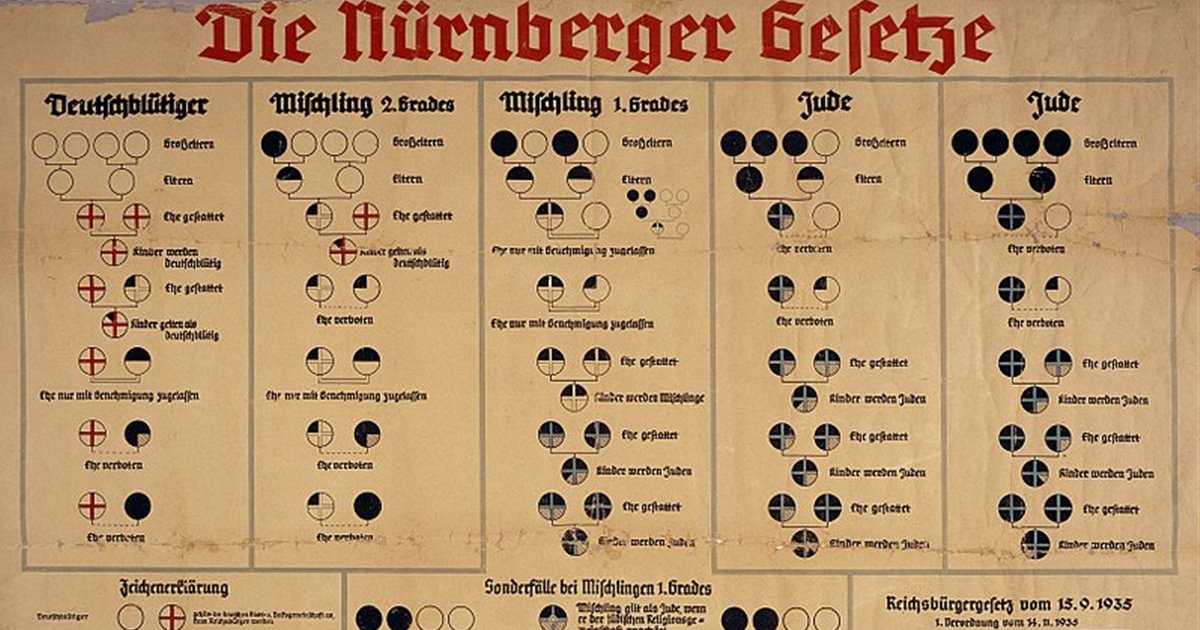 Die Nürnberger Gesetze
Deutschblütiger
Mischling 2. Grades
Mischling 1. Grades
Jude
Jude
Großeltern
Großeltern
Großeltern
Großeltern
Großeltern
Eltern
Eltern
Eltern
Eltern
Eltern
Ehe gestattet
Ehe gestattet
Kinder werden
Deutschblütig
Kinder gelten als
Deutschblütig
Ehe nur mit Genehmigung zugelassen
Ehe verboten
Ehe verboten
Ehe gestattet
Ehe verboten
Ehe nur mit Genehmigung zugelassen
Ehe gestattet
Kinder gelten als
Deutschblütig
Ehe verboten
Ehe nur mit Genehmigung zugelassen
Ehe verboten
Ehe verboten
Ehe nur mit Genehmigung zugelassen
Ehe nur mit Genehmigung zugelassen
Ehe gestattet
Ehe gestattet
Ehe gestattet
Kinder werden Mischlinge
Kinder werden Juden
Kinder werden Juden
Ehe verboten
Ehe verboten
Ehe gestattet
Ehe gestattet
Ehe gestattet
Kinder werden Juden
Kinder werden Juden
Kinder werden Juden
Ehe verboten
Ehe gestattet
Ehe gestattet
Ehe gestattet
Kinder werden Juden
Kinder werden Juden
Kinder werden Juden
Zeichenerklärung
Deutschblütiger
Sonderfälle bei Mischlingen 1. Grades
Mischling gilt als Jude, wenn
er der jüdischen Religionsge=
Reichsbürgergesetz vom 15.9.1935
1. Verordnung vom 14.11.1935